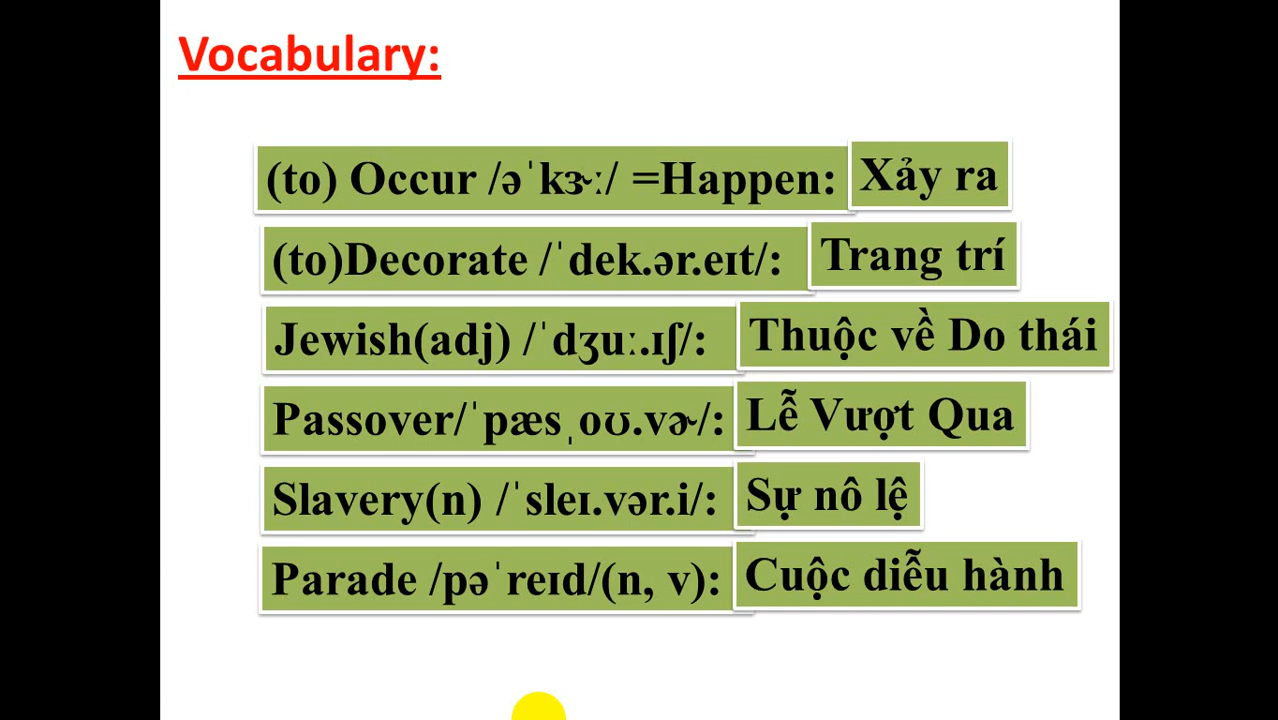 Vocabulary:
(to) Occur /əˈkɝː/ =Happen: Xảy ra
(to)Decorate /ˈdek.ər.eɪt/: Trang trí
Jewish(adj) /ˈdʒuː.ɪʃ/: Thuộc về Do thái
Passover/ˈpæsˌoʊ.vɚ/: Lễ Vượt Qua
Slavery(n) /ˈsleɪ.vər.i/: Sự nô lệ
Parade /pəˈreɪd/(n, v): Cuộc diễu hành